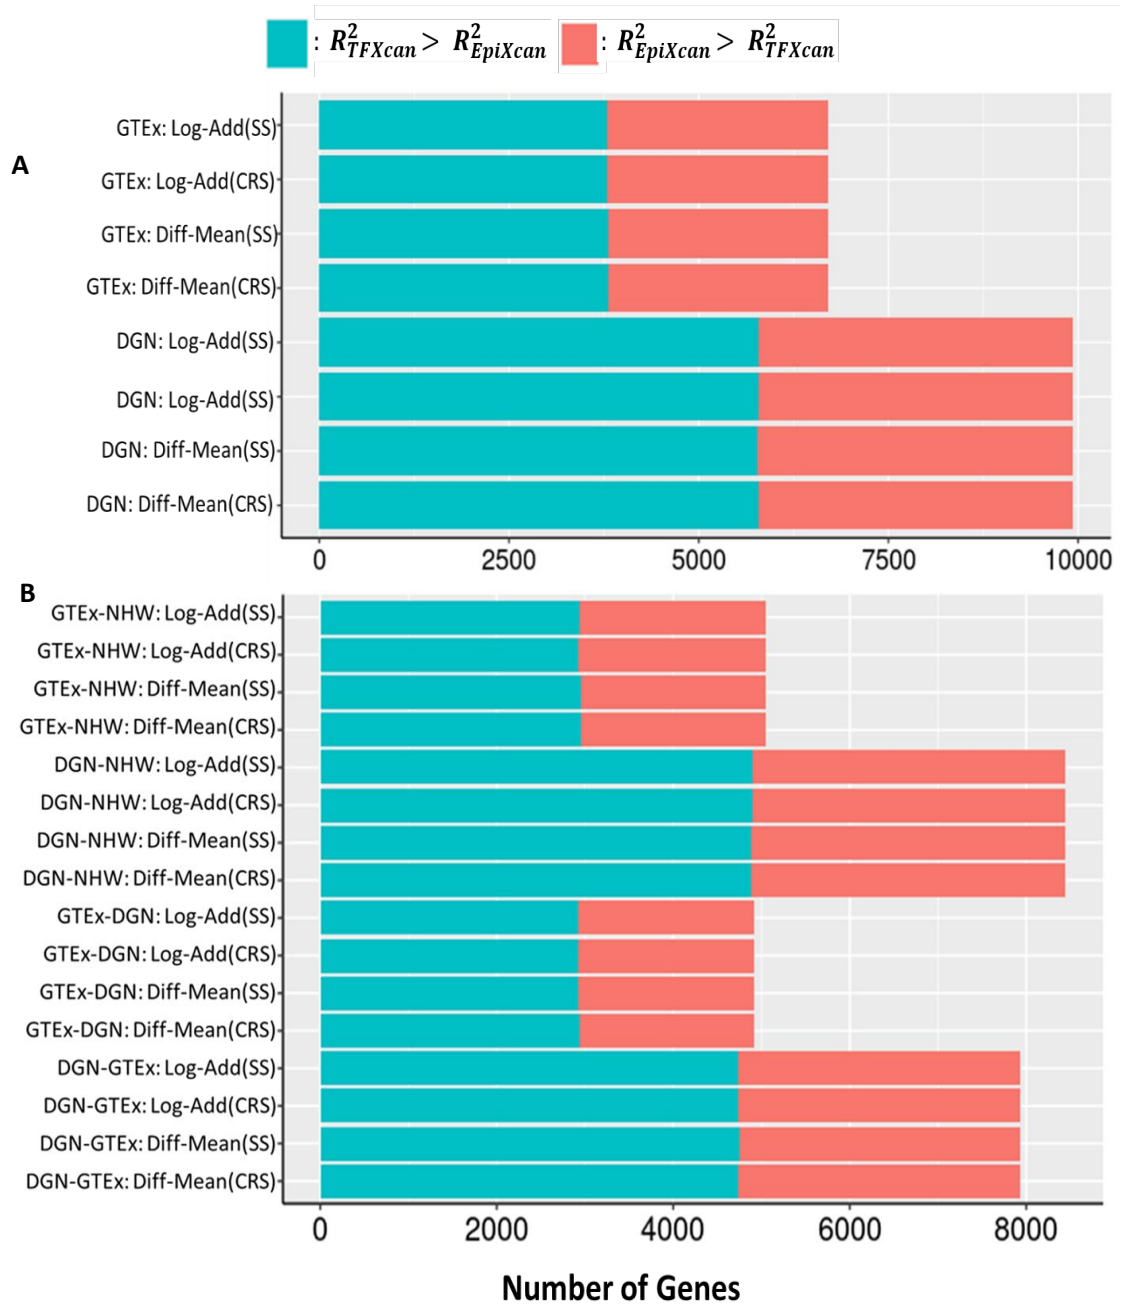 : R²TFXcan > R²EpiXcan : R²EpiXcan > R²TFXcan
A
GTEx: Log-Add(SS)
GTEx: Log-Add(CRS)
GTEx: Diff-Mean(SS)
GTEx: Diff-Mean(CRS)
DGN: Log-Add(SS)
DGN: Log-Add(SS)
DGN: Diff-Mean(SS)
DGN: Diff-Mean(CRS)
0 2500 5000 7500 10000
B
GTEx-NHW: Log-Add(SS)
GTEx-NHW: Log-Add(CRS)
GTEx-NHW: Diff-Mean(SS)
GTEx-NHW: Diff-Mean(CRS)
DGN-NHW: Log-Add(SS)
DGN-NHW: Log-Add(CRS)
DGN-NHW: Diff-Mean(SS)
DGN-NHW: Diff-Mean(CRS)
GTEx-DGN: Log-Add(SS)
GTEx-DGN: Log-Add(CRS)
GTEx-DGN: Diff-Mean(SS)
GTEx-DGN: Diff-Mean(CRS)
DGN-GTEx: Log-Add(SS)
DGN-GTEx: Log-Add(CRS)
DGN-GTEx: Diff-Mean(SS)
DGN-GTEx: Diff-Mean(CRS)
0 2000 4000 6000 8000
Number of Genes